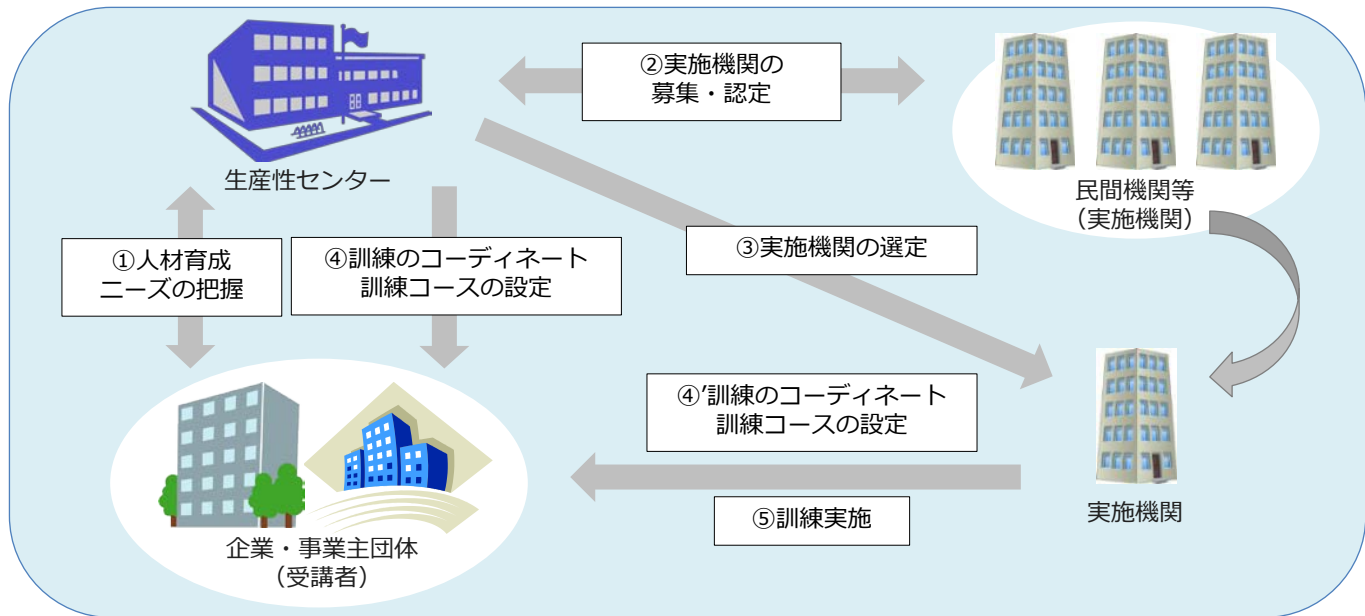 ②実施機関の
募集・認定
生産性センター
民間機関等
（実施機関）
①人材育成
ニーズの把握
④訓練のコーディネート
訓練コースの設定
③実施機関の選定
④’訓練のコーディネート
訓練コースの設定
⑤訓練実施
実施機関
企業・事業主団体
（受講者）